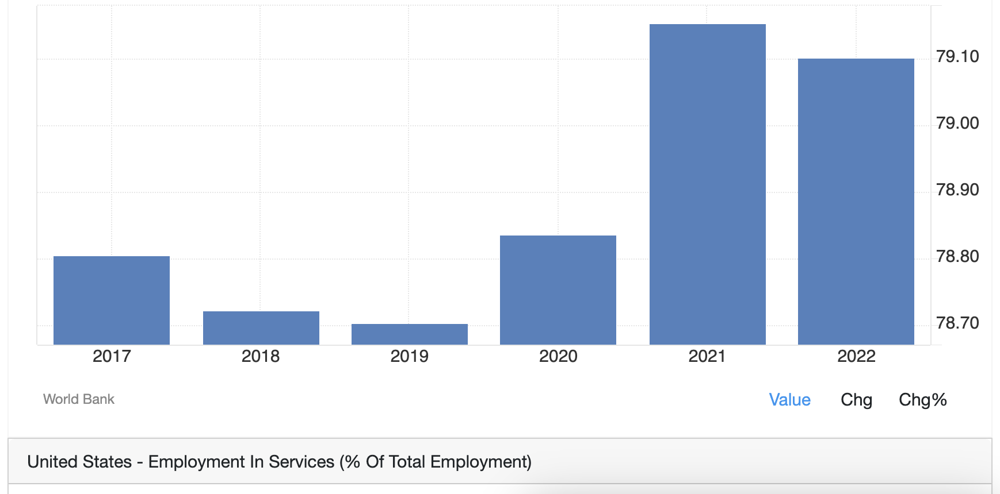 79.10
79.00
78.90
78.80
78.70
2017 2018 2019 2020 2021 2022
World Bank Value Chg Chg%
United States - Employment In Services (% Of Total Employment)